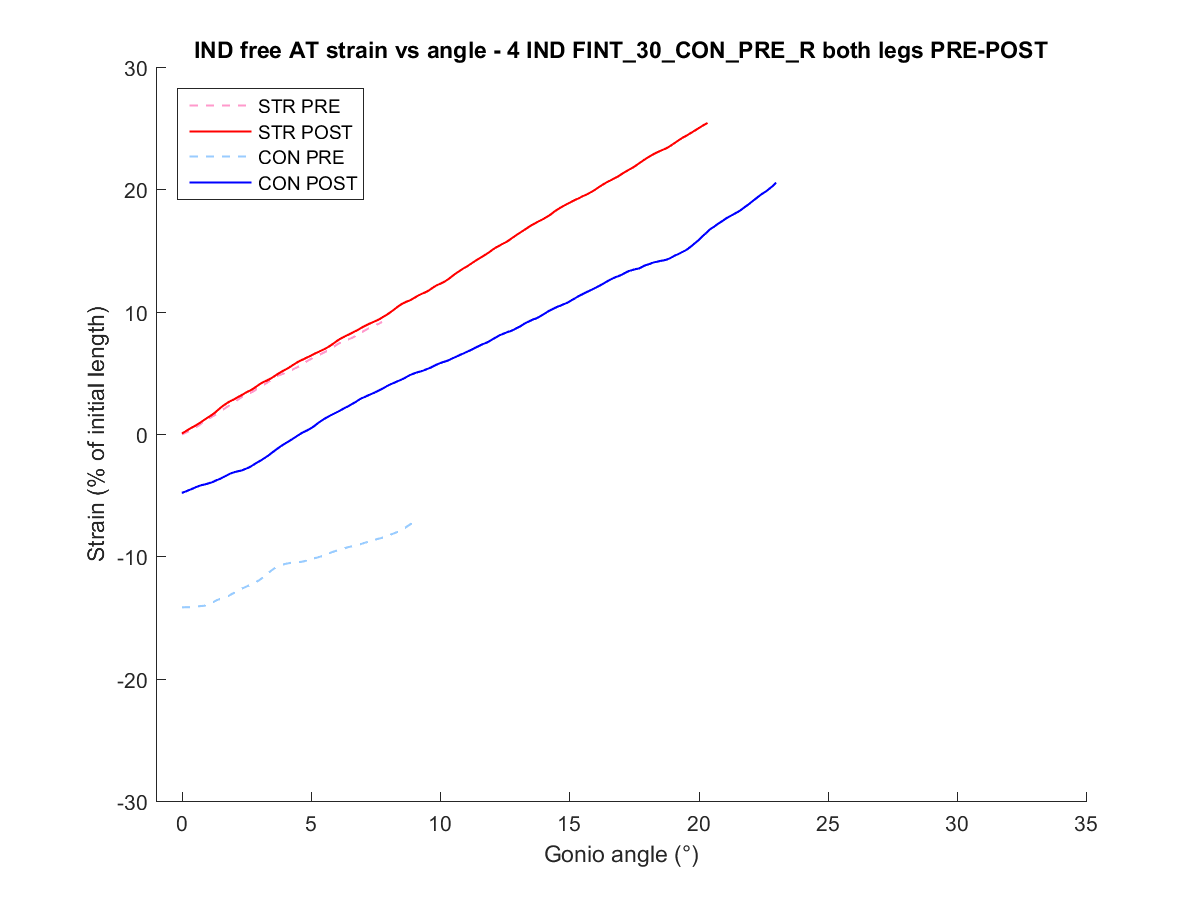 IND free AT strain vs angle - 4 IND FINT_30_CON_PRE_R both legs PRE-POST
30
20
10
0
-10
-20
-30
Strain (% of initial length)
STR PRE
STR POST
CON PRE
CON POST
0 5 10 15 20 25 30 35
Gonio angle (°)